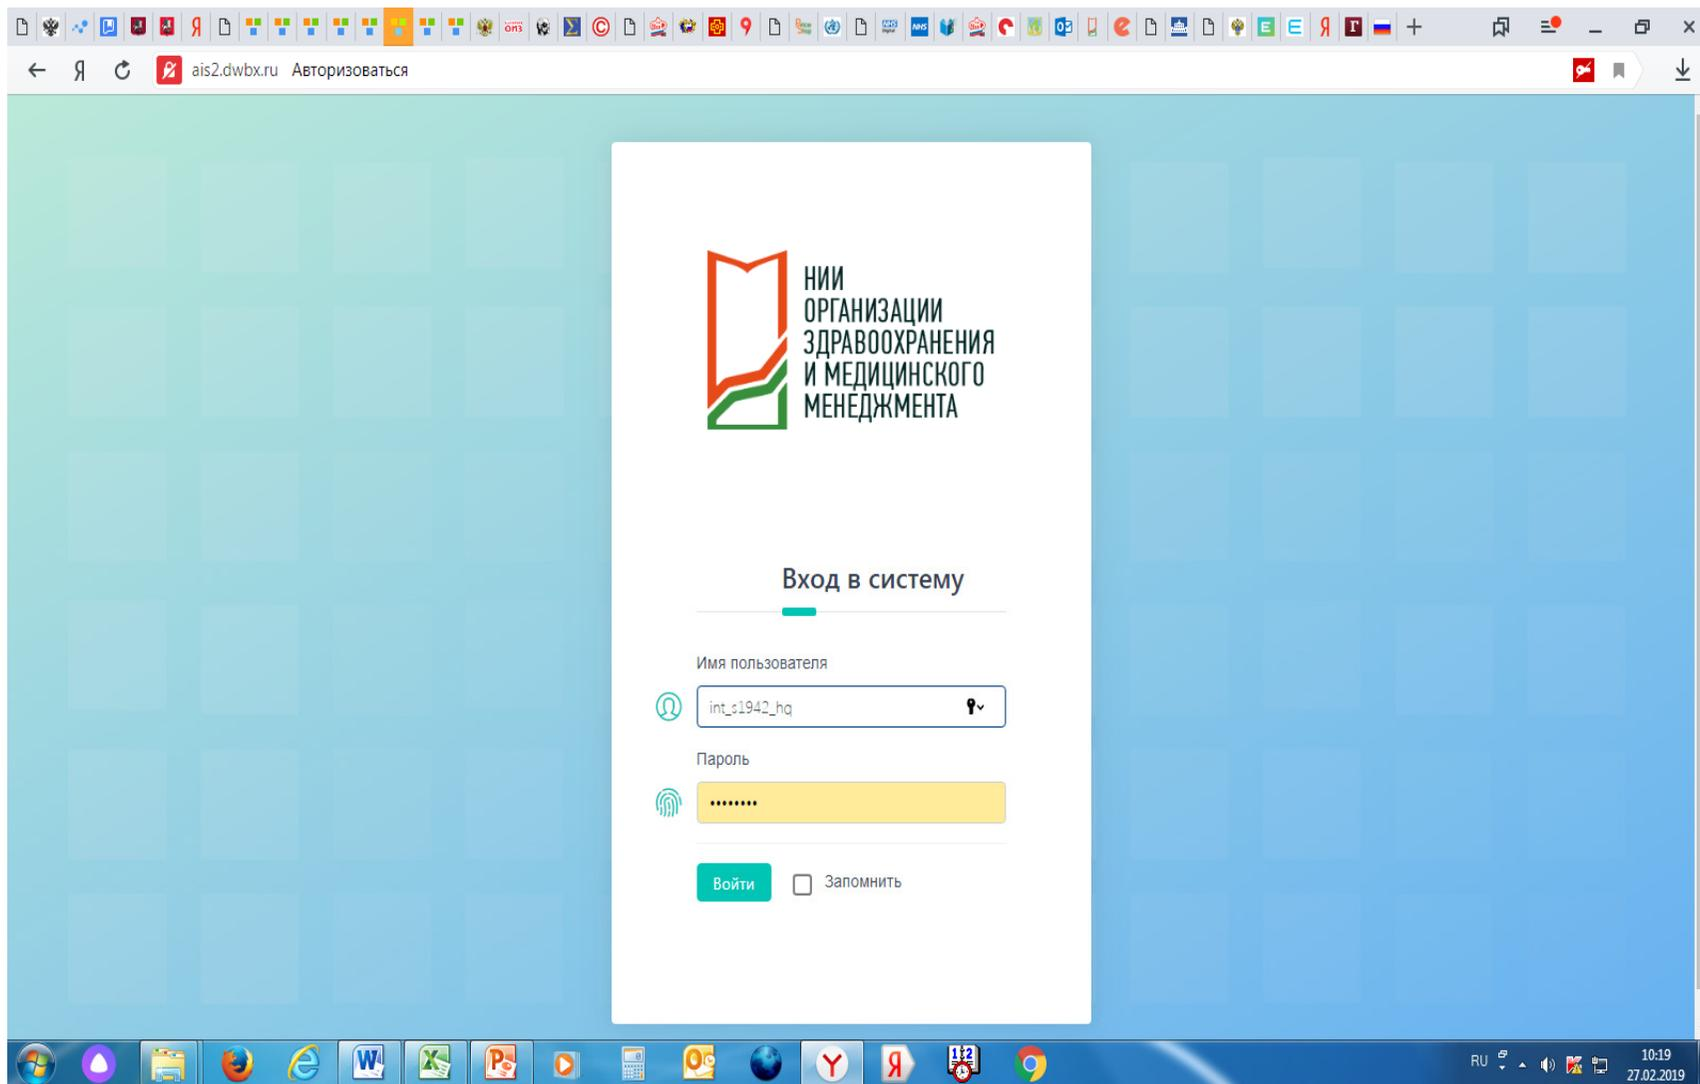 ais2.dwbx.ru Авторизоваться
НИИ
ОРГАНИЗАЦИИ
ЗДРАВООХРАНЕНИЯ
И МЕДИЦИНСКОГО
МЕНЕДЖМЕНТА
Вход в систему
Имя пользователя
int_s1942_hq
Пароль
••••••••
Войти
Запомнить
RU
10:19
27.02.2019